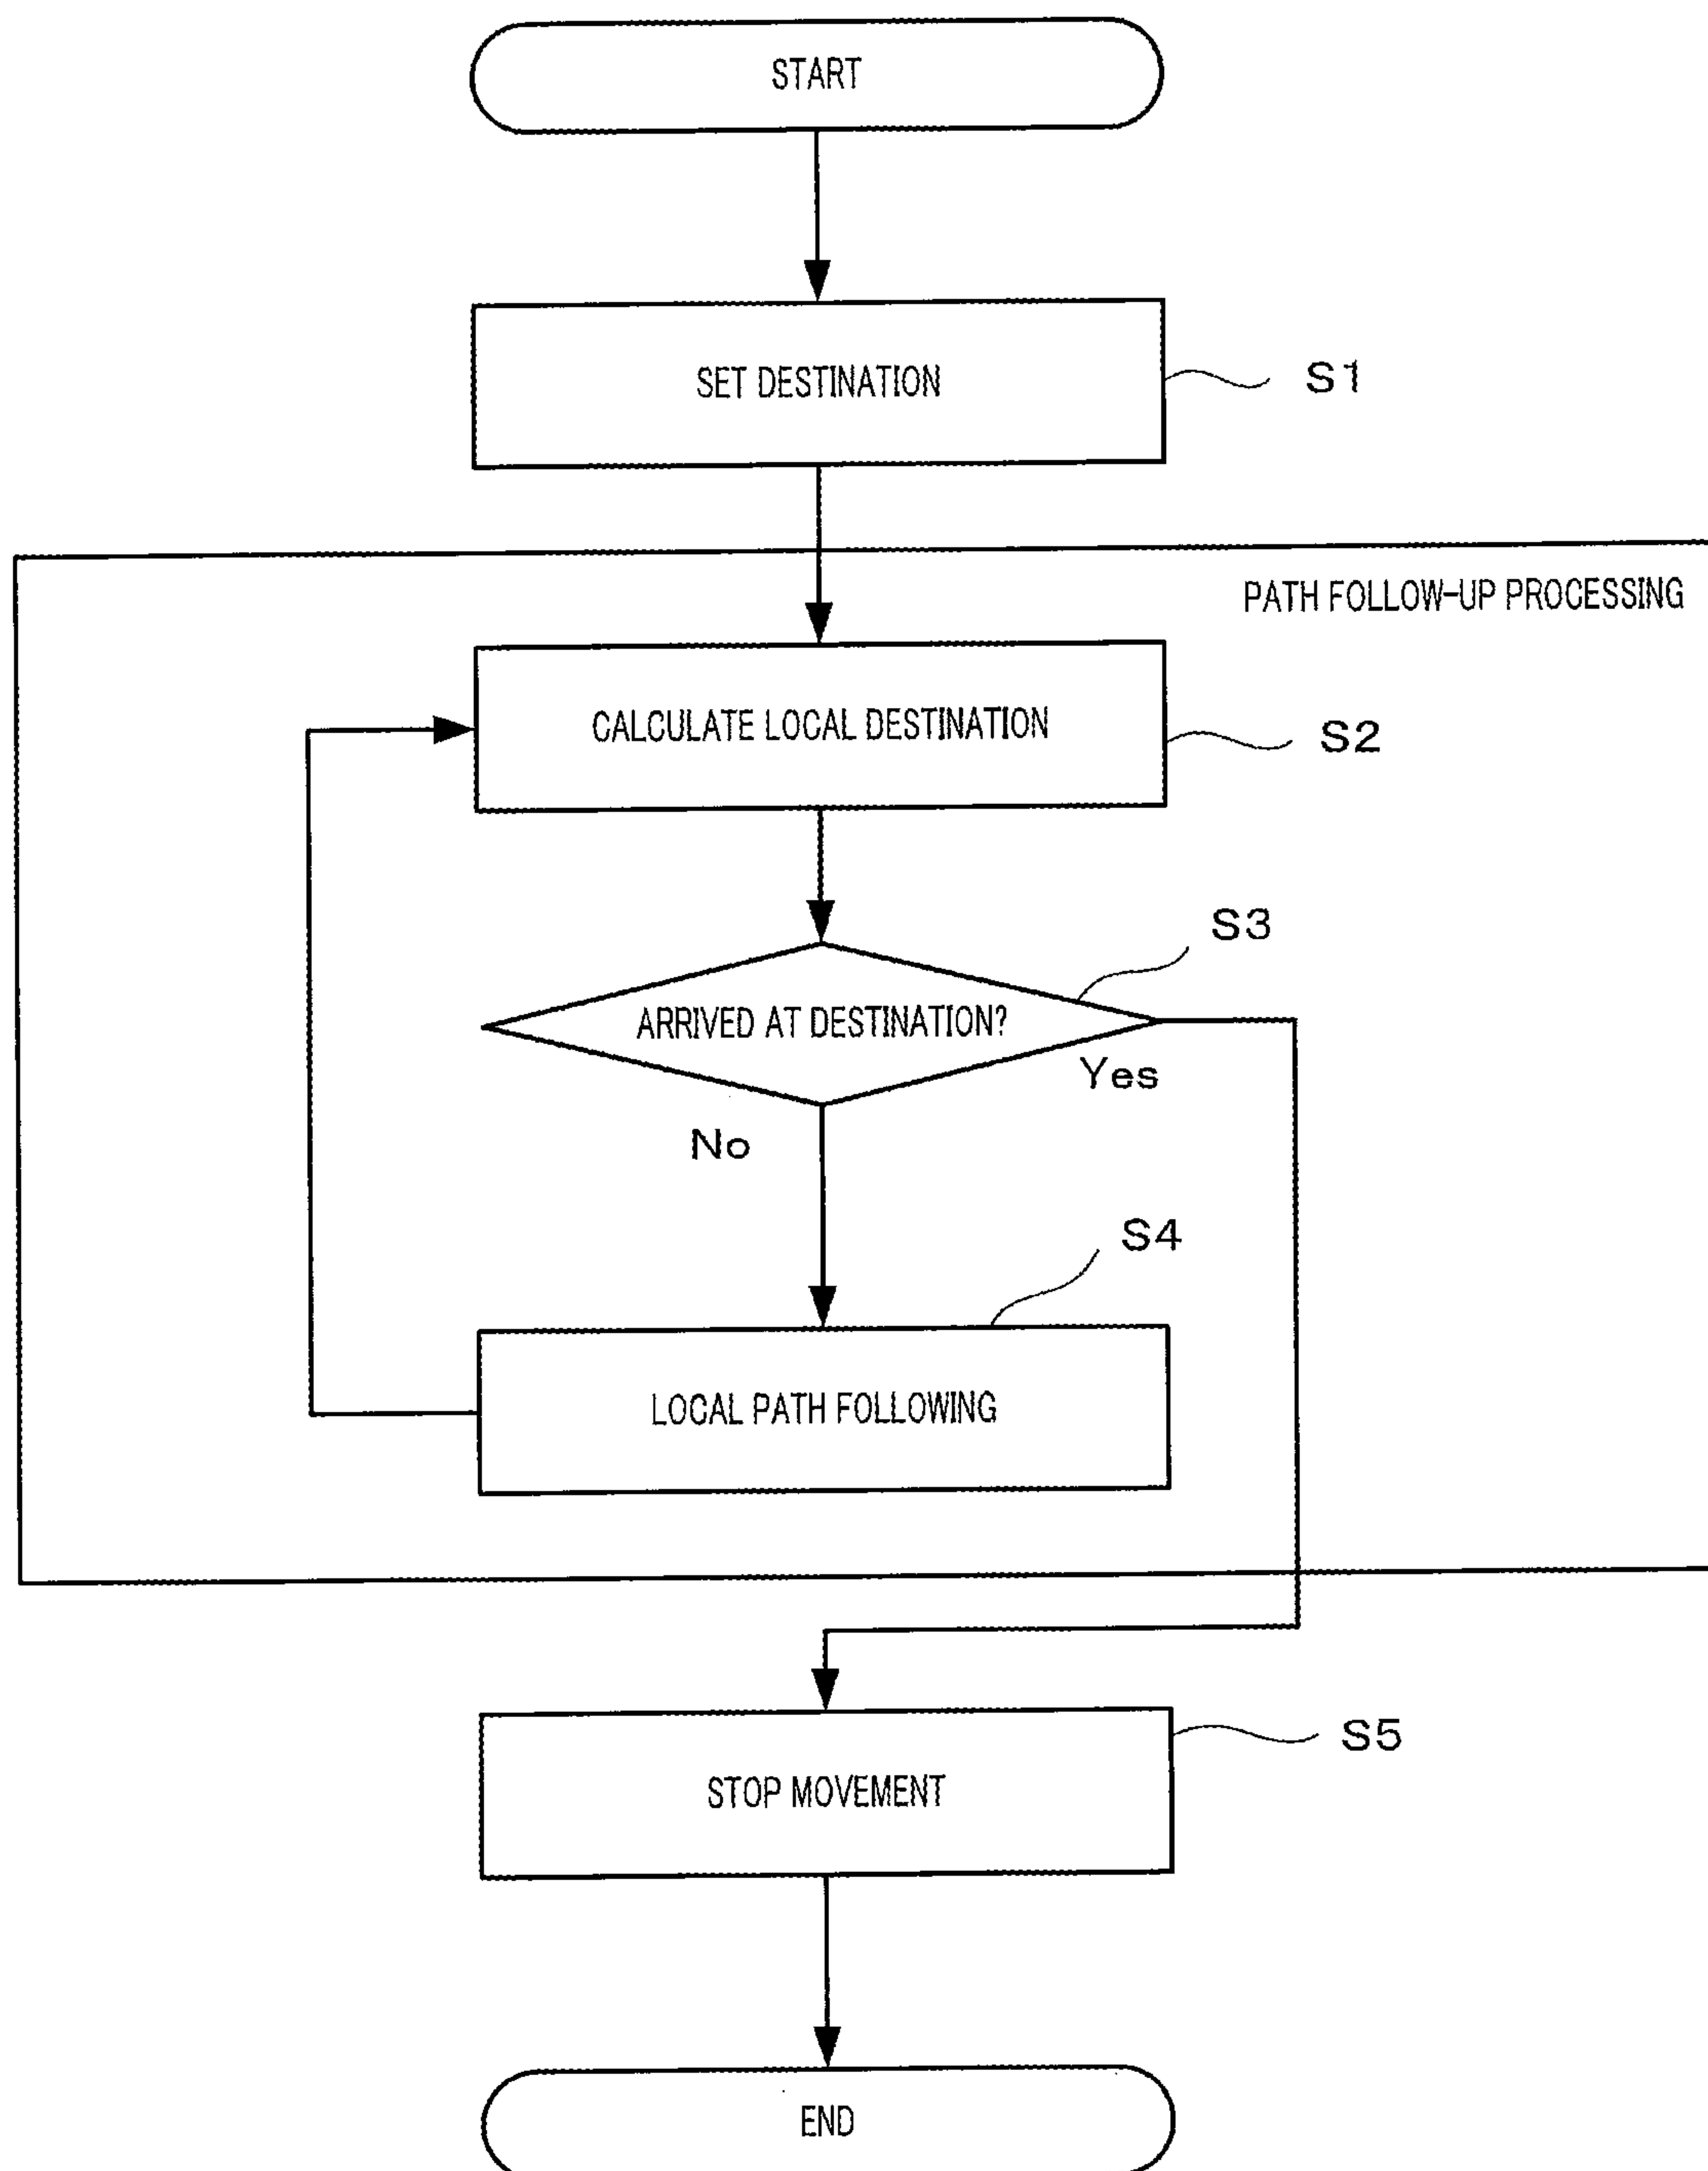 START
SET DESTINATION
S1
PATH FOLLOW-UP PROCESSING
CALCULATE LOCAL DESTINATION
S2
S3
ARRIVED AT DESTINATION?
Yes
No
S4
LOCAL PATH FOLLOWING
S5
STOP MOVEMENT
END